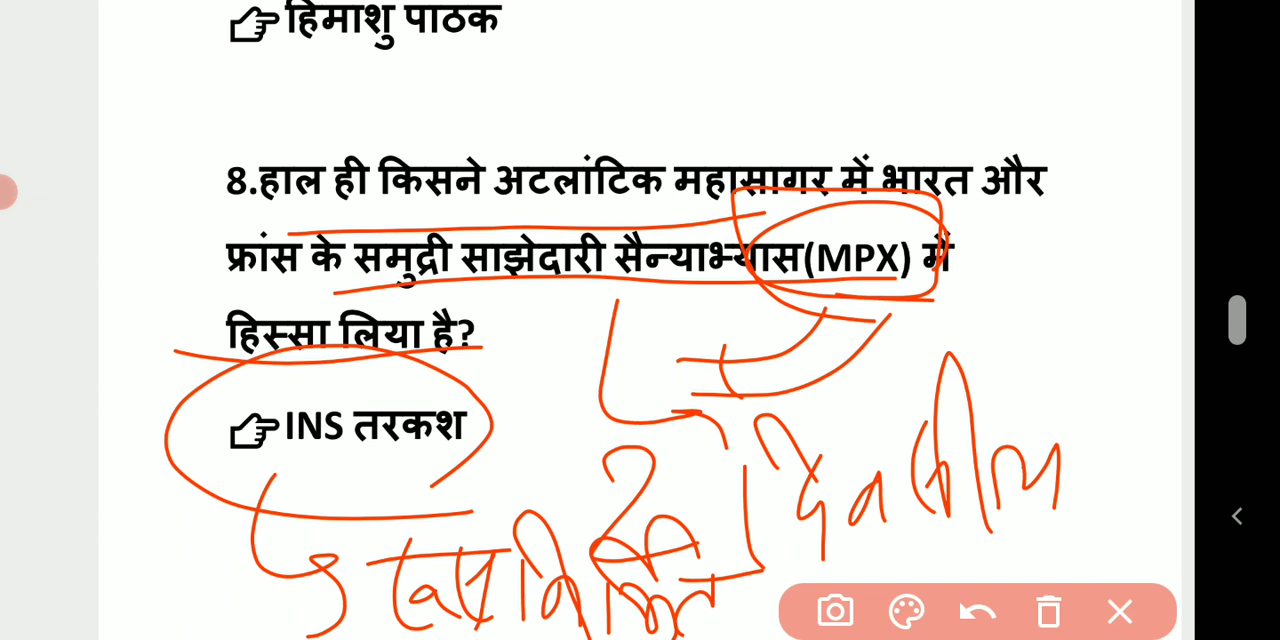 हिमाशु पाठक
8.हाल ही किसने अटलांटिक महासागर में भारत और
फ्रांस के समुद्री साझेदारी सैन्याभ्यास(MPX) में
हिस्सा लिया है?
INS तरकश